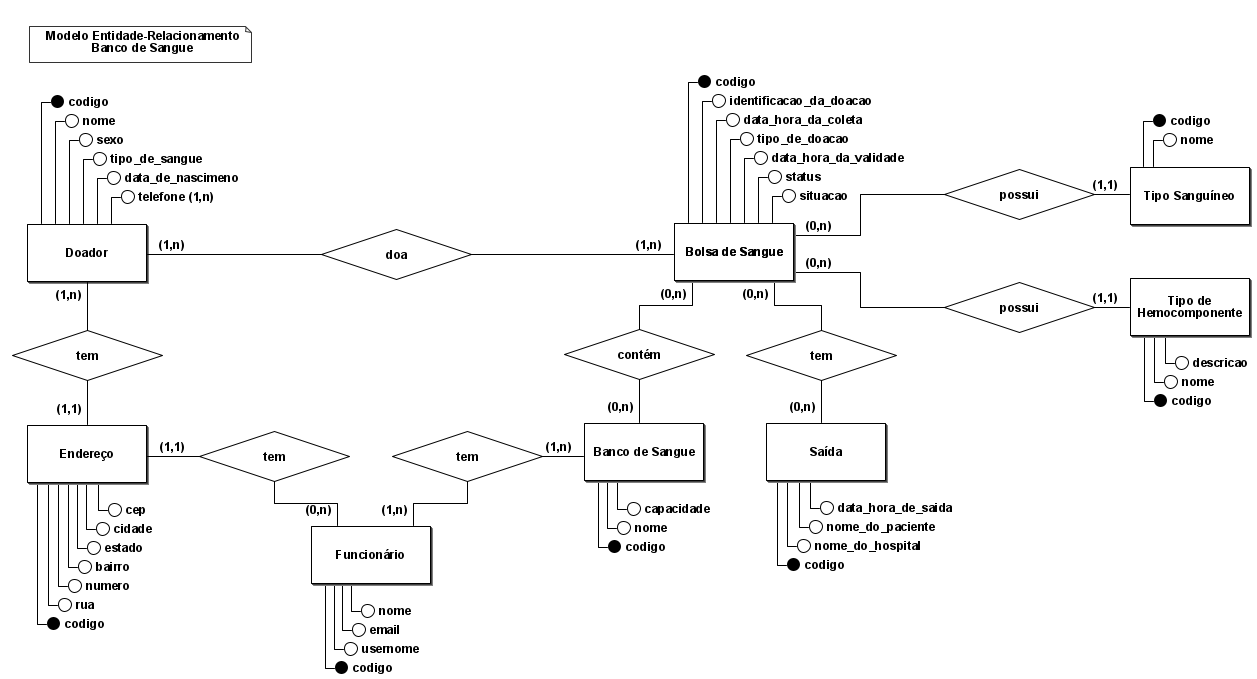 Modelo Entidade-Relacionamento
Banco de Sangue
codigo
nome
sexo
tipo_de_sangue
data_de_nascimeno
telefone (1,n)
Doador
(1,n)
doa
(1,n)
codigo
identificacao_da_doacao
data_hora_da_coleta
tipo_de_doacao
data_hora_da_validade
status
situacao
Bolsa de Sangue
(0,n)
possui
(1,1)
codigo
nome
Tipo Sanguíneo
(0,n)
possui
(1,1)
Tipo de
Hemocomponente
descricao
nome
codigo
(1,n)
tem
(1,1)
Endereço
cep
cidade
estado
bairro
numero
rua
codigo
(1,1)
tem
(0,n)
Funcionário
nome
email
usernome
codigo
(1,n)
tem
(1,n)
(0,n)
contém
(0,n)
Banco de Sangue
capacidade
nome
codigo
(0,n)
tem
(0,n)
Saída
data_hora_de_saida
nome_do_paciente
nome_do_hospital
codigo